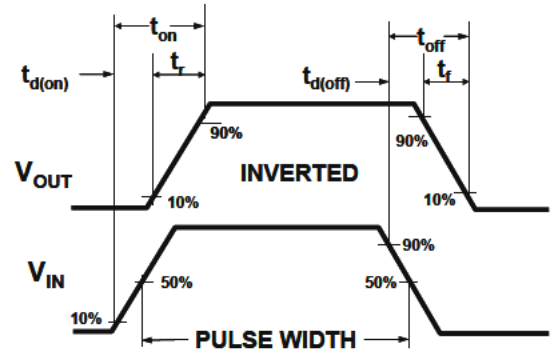 ton toff
td(on) tr td(off) tf
90% 90%
VOUT INVERTED
10% 10%
90%
VIN 50% 50%
10%
PULSE WIDTH